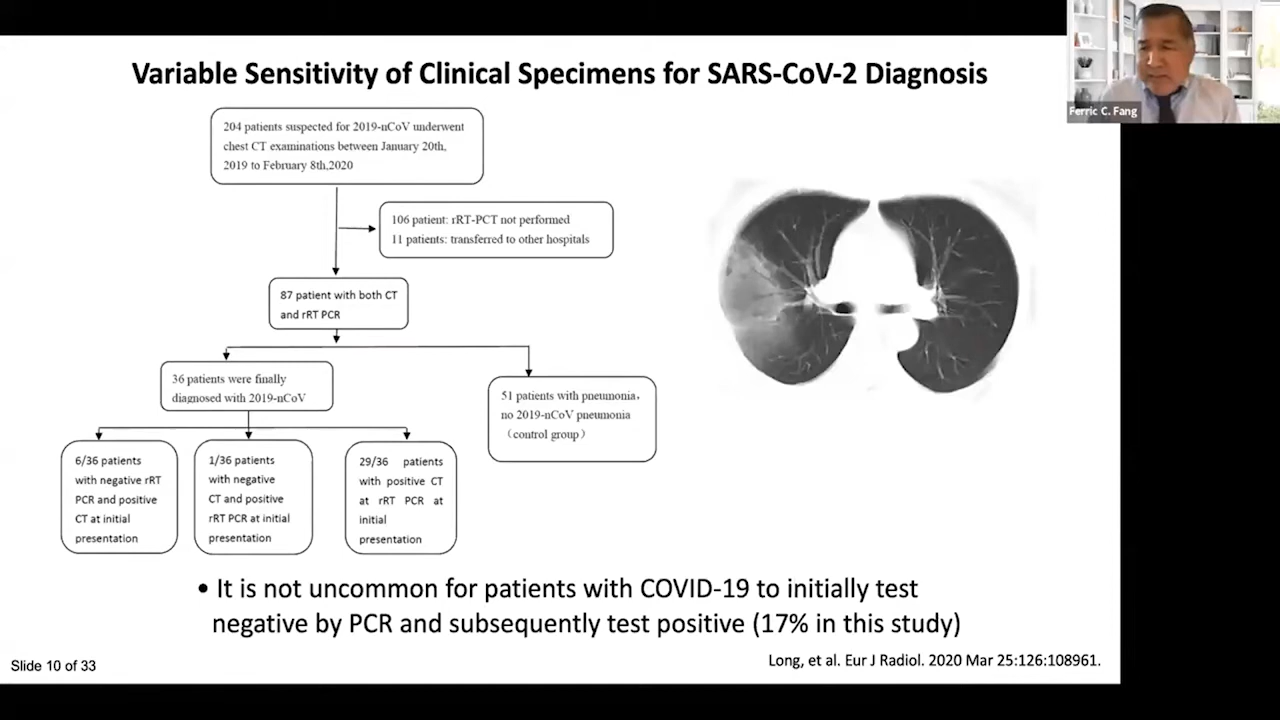 Variable Sensitivity of Clinical Specimens for SARS-CoV-2 Diagnosis
Ferric C. Fang
204 patients suspected for 2019-nCoV underwent
chest CT examinations between January 20th,
2019 to February 8th,2020
106 patient: rRT-PCT not performed
11 patients: transferred to other hospitals
87 patient with both CT
and rRT PCR
36 patients were finally
diagnosed with 2019-nCoV
51 patients with pneumonia,
no 2019-nCoV pneumonia
（control group）
6/36 patients
with negative rRT
PCR and positive
CT at initial
presentation
1/36 patients
with negative
CT and positive
rRT PCR at initial
presentation
29/36 patients
with positive CT
at rRT PCR at
initial
presentation
• It is not uncommon for patients with COVID-19 to initially test
negative by PCR and subsequently test positive (17% in this study)
Slide 10 of 33
Long, et al. Eur J Radiol. 2020 Mar 25:126:108961.